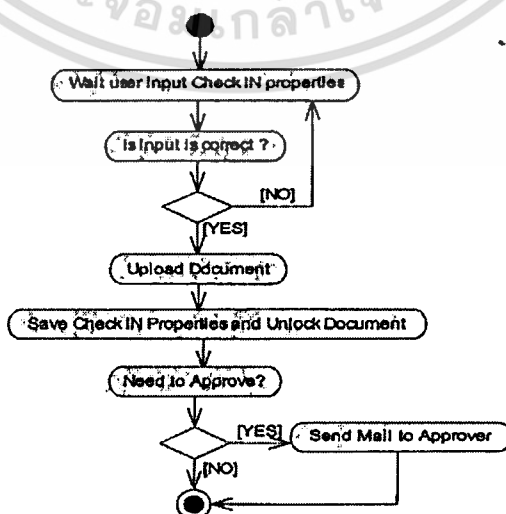 Wait user Input Check IN properties
Is Input is correct ?
[NO]
[YES]
Upload Document
Save Check IN Properties and Unlock Document
Need to Approve?
[YES]
Send Mail to Approver
[NO]